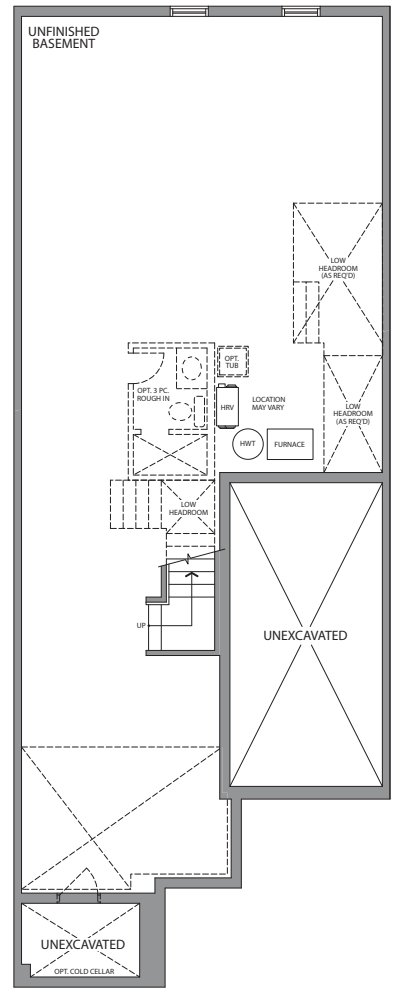 UNFINISHED
BASEMENT
LOW
HEADROOM
(AS REQ'D)
OPT.
TUB
OPT. 3 PC.
ROUGH IN
HRV
LOCATION
MAY VARY
LOW
HEADROOM
(AS REQ'D)
HWT
FURNACE
LOW
HEADROOM
UP
UNEXCAVATED
UNEXCAVATED
OPT. COLD CELLAR